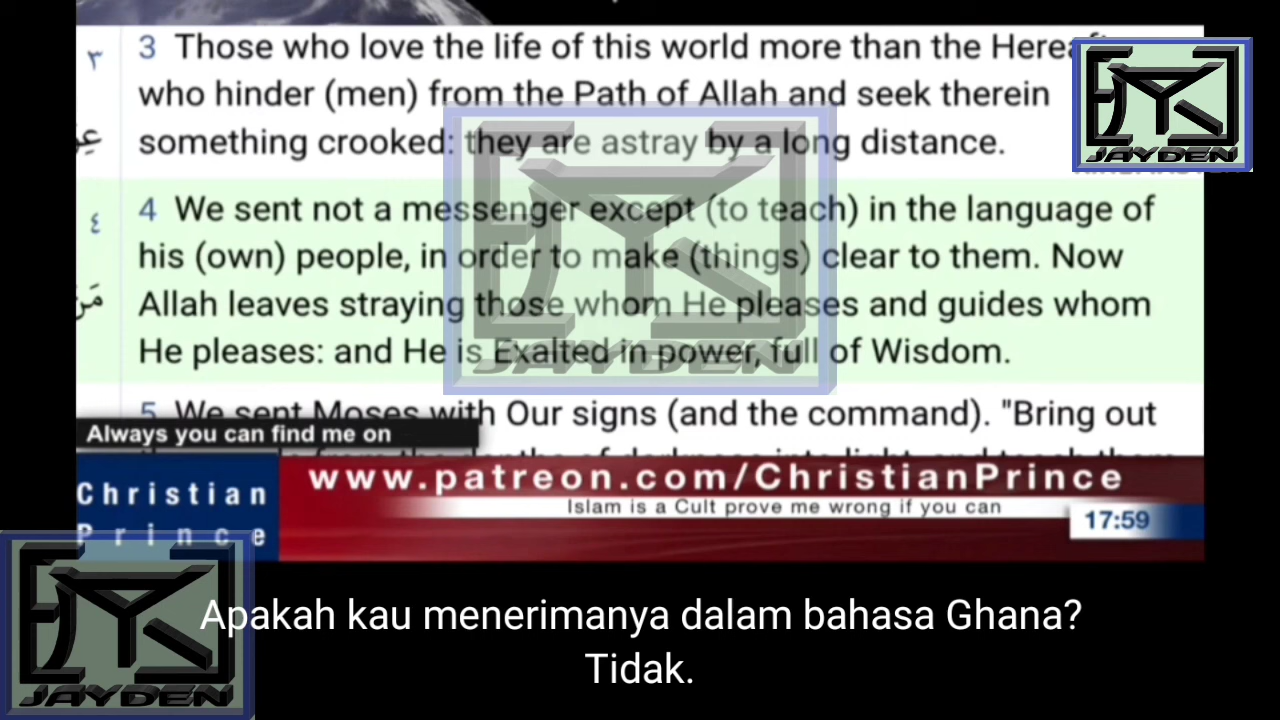 3 Those who love the life of this world more than the
who hinder (men) from the Path of Allah and seek therein
something crooked: they are astray by a long distance.
4 We sent not a messenger except (to teach) in the language of
his (own) people, in order to make (things) clear to them. Now
Allah leaves straying those whom He pleases and guides whom
He pleases: and He is Exalted in power, full of Wisdom.
5 We sent Moses with Our signs (and the command). "Bring out
Always you can find me on
www.patreon.com/ChristianPrince
Islam is a Cult prove me wrong if you can
Christian
Prince
17:59
JAYDEN
JAYDEN
JAYDEN
Apakah kau menerimanya dalam bahasa Ghana?
Tidak.
٣
٤